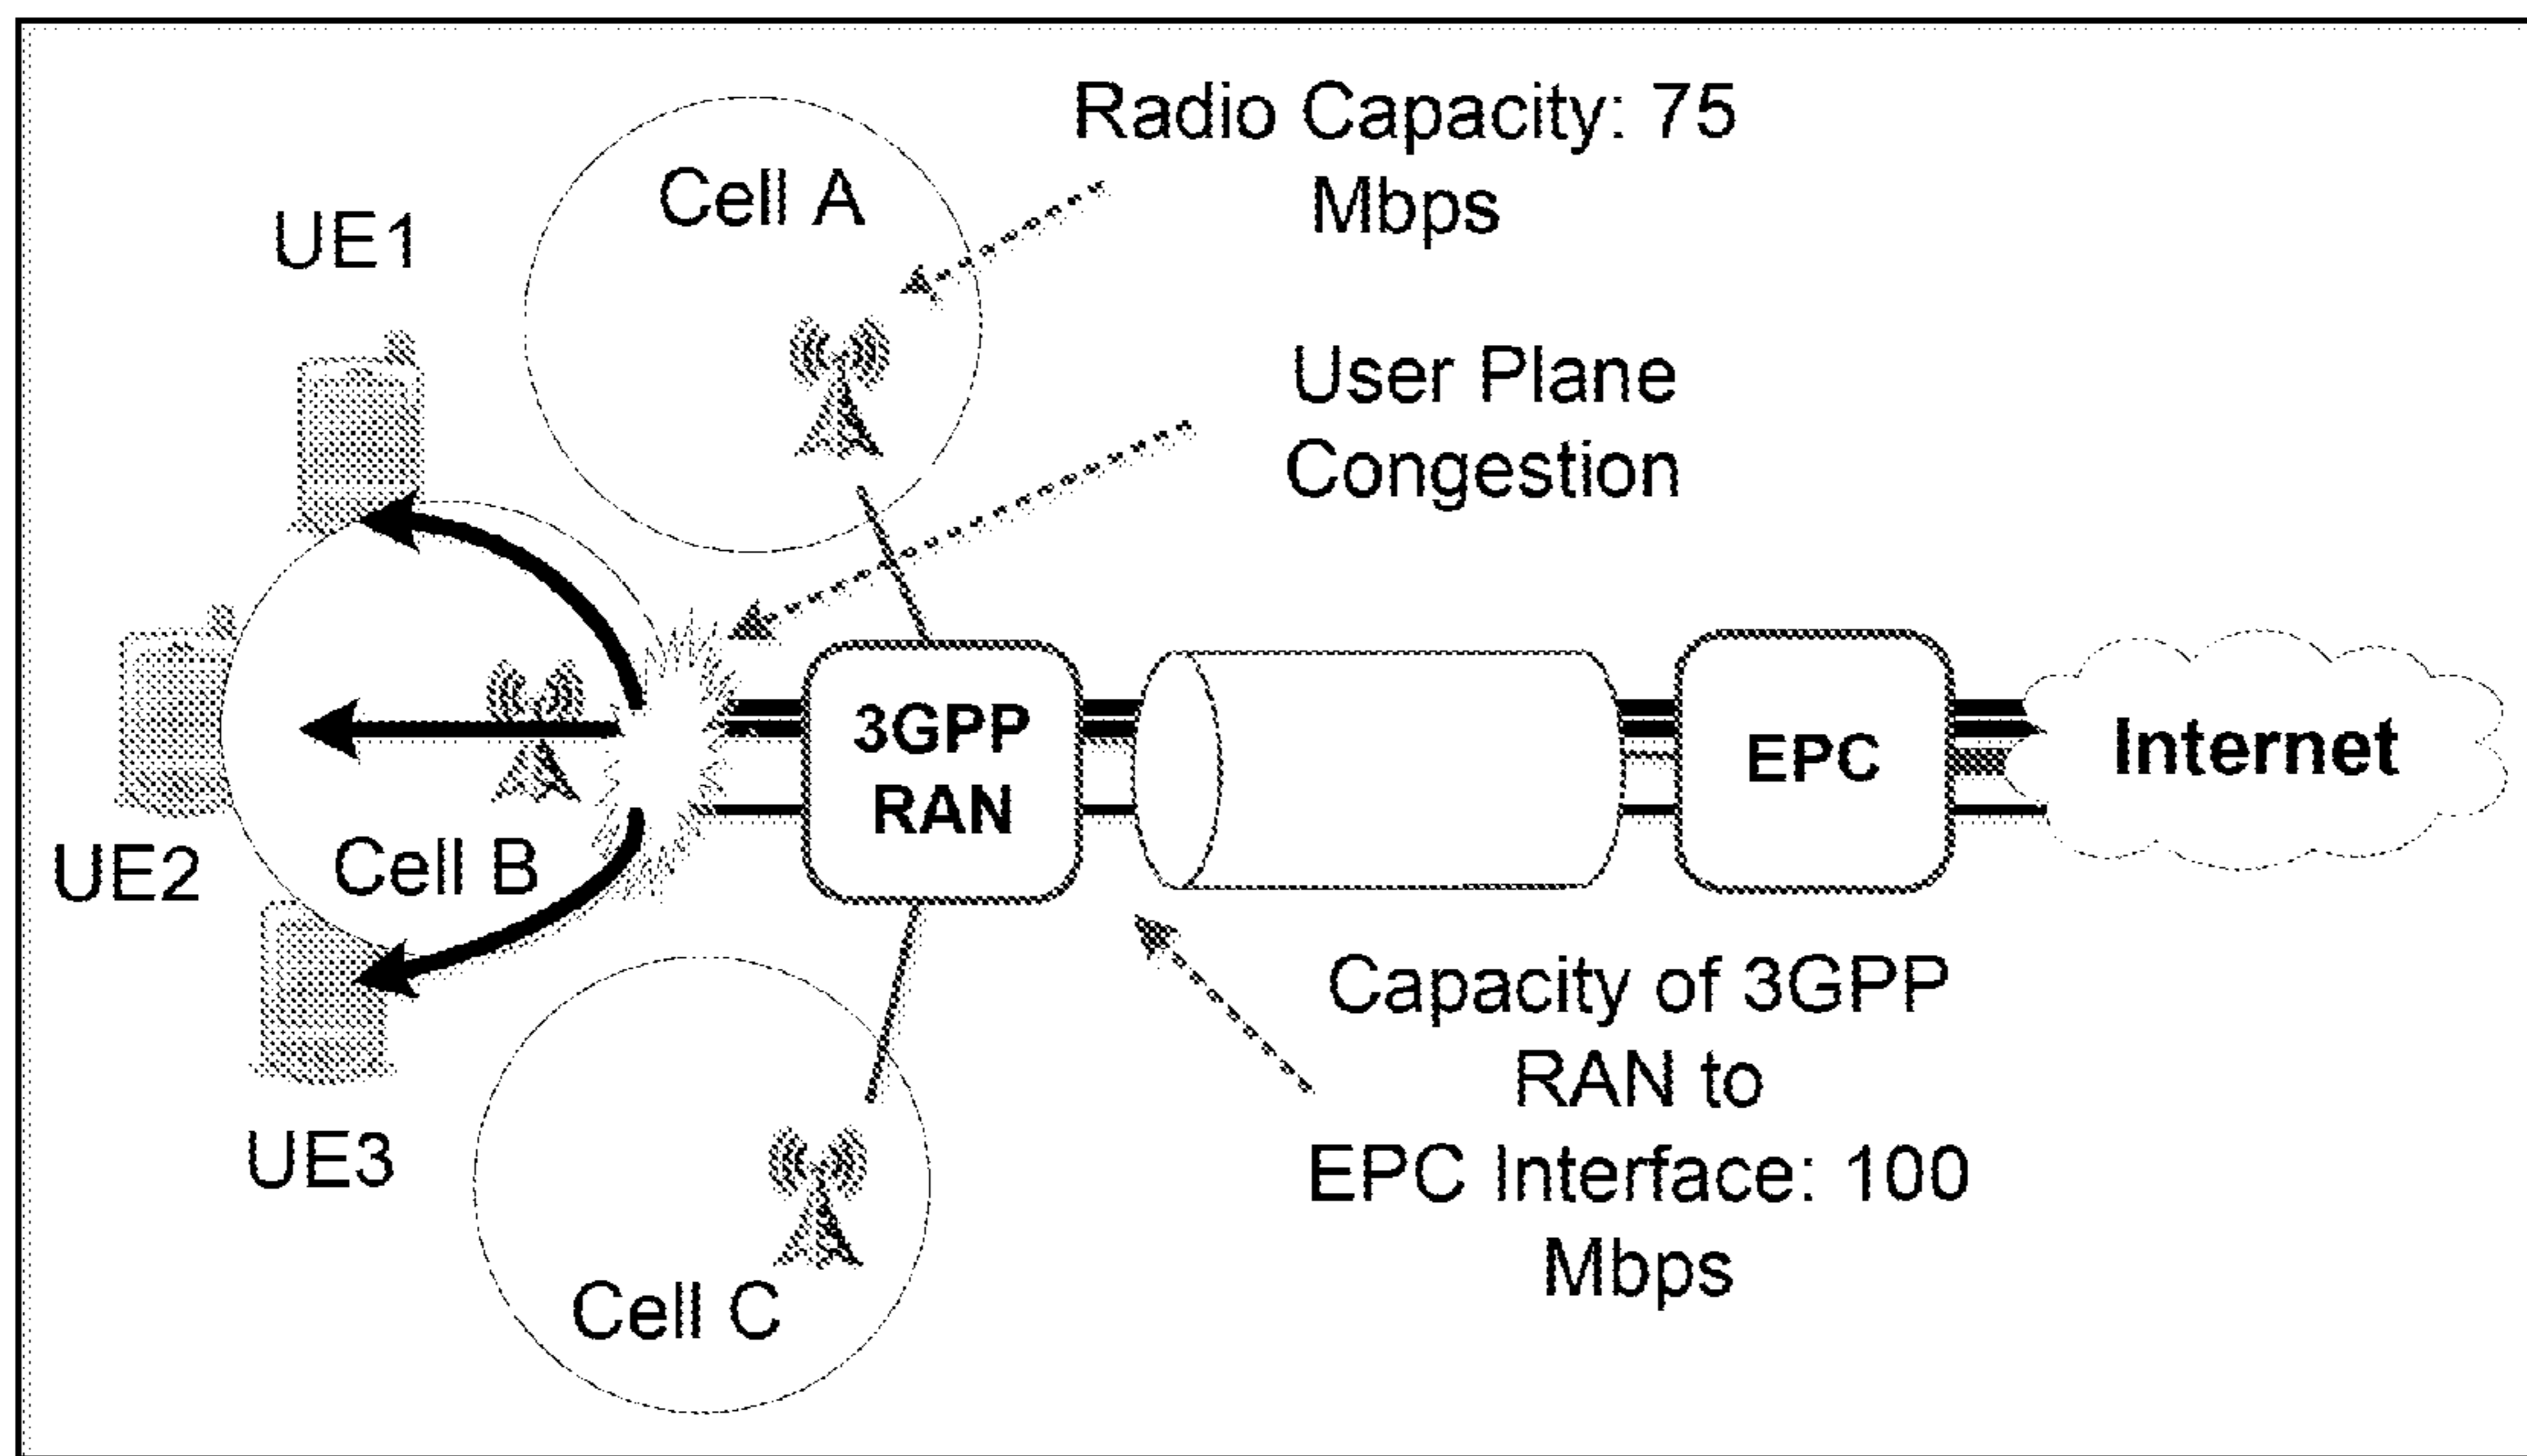 Radio Capacity: 75
Mbps
Cell A
UE1
User Plane
Congestion
3GPP
RAN
EPC
Internet
Cell B
UE2
UE3
Capacity of 3GPP
RAN to
EPC Interface: 100
Mbps
Cell C